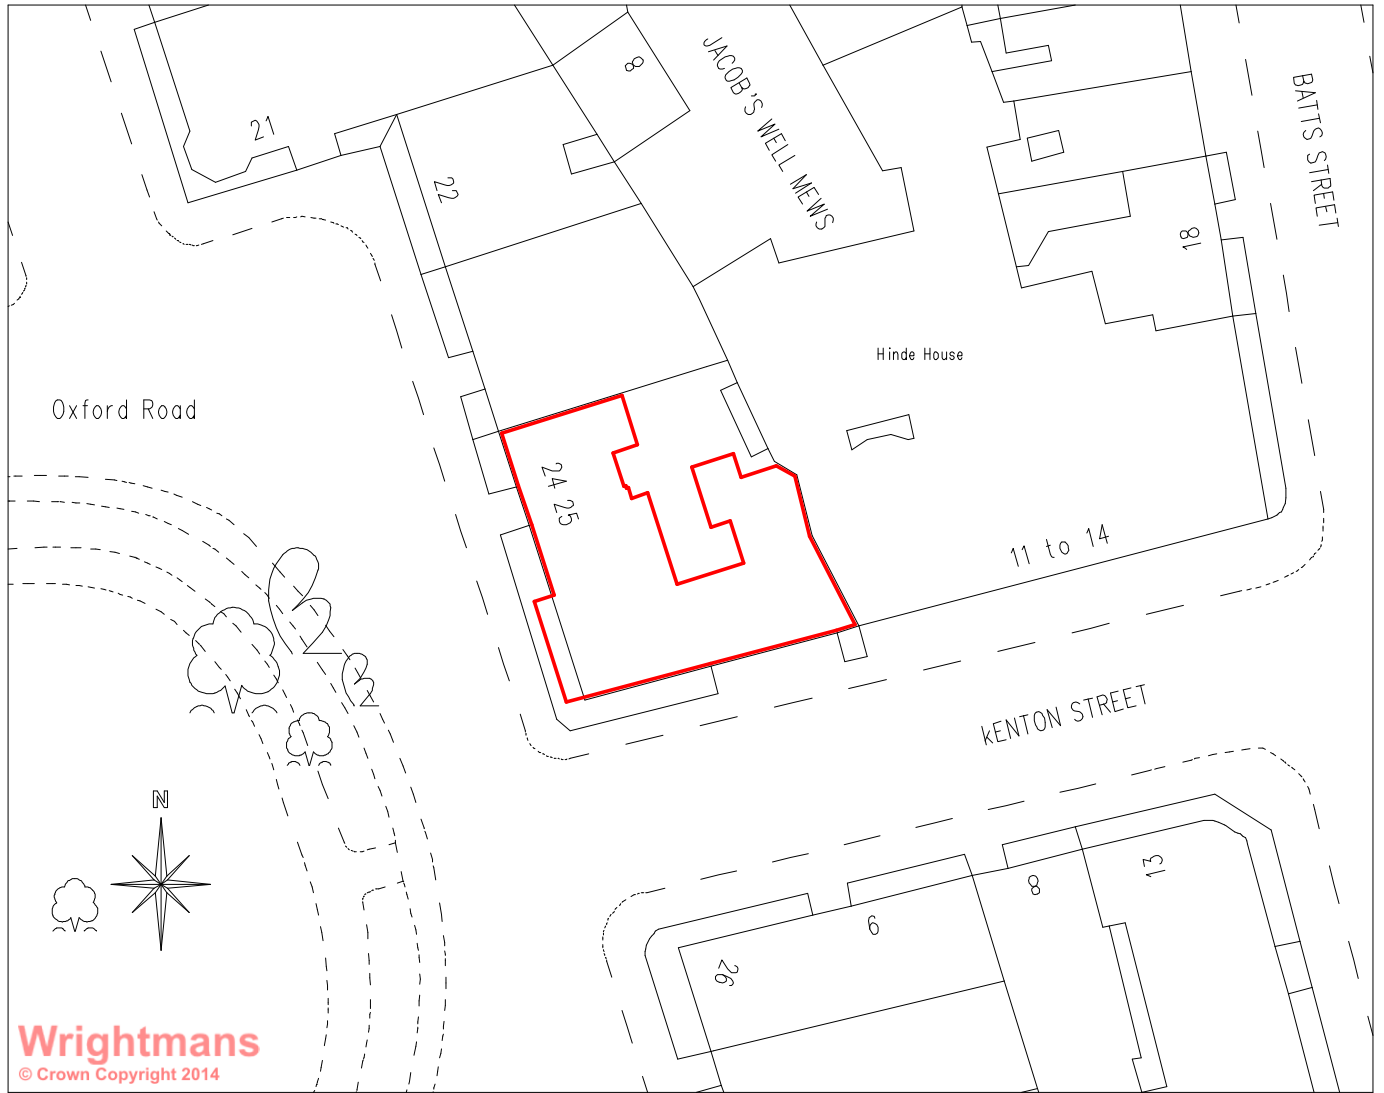 8
JACOB'S WELL MEWS
BATTS STREET
21
22
18
Hinde House
Oxford Road
24 25
11 to 14
kENTON STREET
N
13
8
6
26
Wrightmans
© Crown Copyright 2014